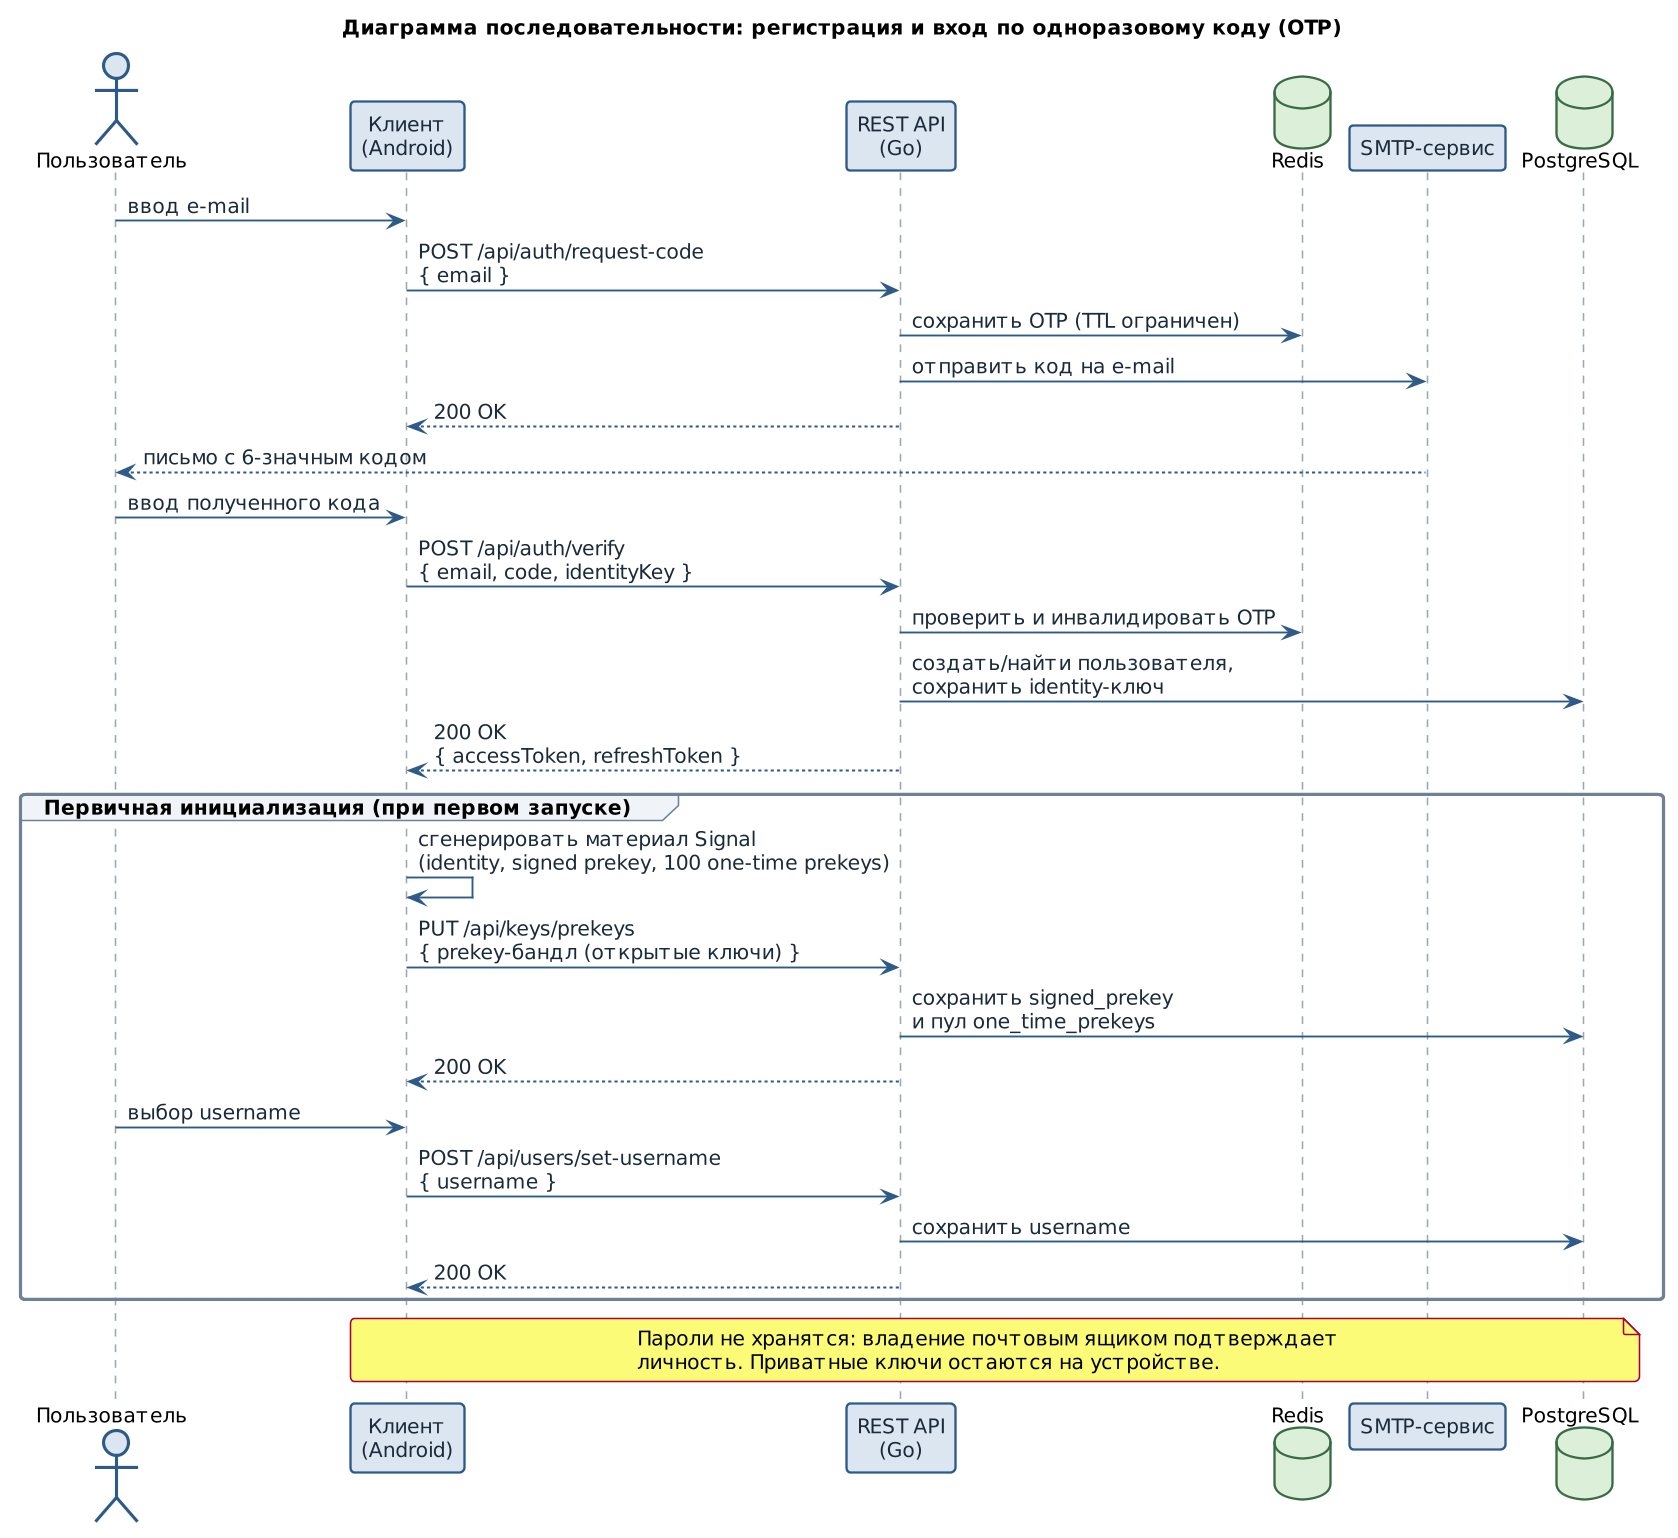 Диаграмма последовательности: регистрация и вход по одноразовому коду (OTP)
Пользователь
Клиент
(Android)
REST API
(Go)
Redis
SMTP-сервис
PostgreSQL
ввод e-mail
POST /api/auth/request-code
{ email }
сохранить OTP (TTL ограничен)
отправить код на e-mail
200 OK
письмо с 6-значным кодом
ввод полученного кода
POST /api/auth/verify
{ email, code, identityKey }
проверить и инвалидировать OTP
создать/найти пользователя,
сохранить identity-ключ
200 OK
{ accessToken, refreshToken }
Первичная инициализация (при первом запуске)
сгенерировать материал Signal
(identity, signed prekey, 100 one-time prekeys)
PUT /api/keys/prekeys
{ prekey-бандл (открытые ключи) }
сохранить signed_prekey
и пул one_time_prekeys
200 OK
выбор username
POST /api/users/set-username
{ username }
сохранить username
200 OK
Пароли не хранятся: владение почтовым ящиком подтверждает
личность. Приватные ключи остаются на устройстве.
Пользователь
Клиент
(Android)
REST API
(Go)
Redis
SMTP-сервис
PostgreSQL